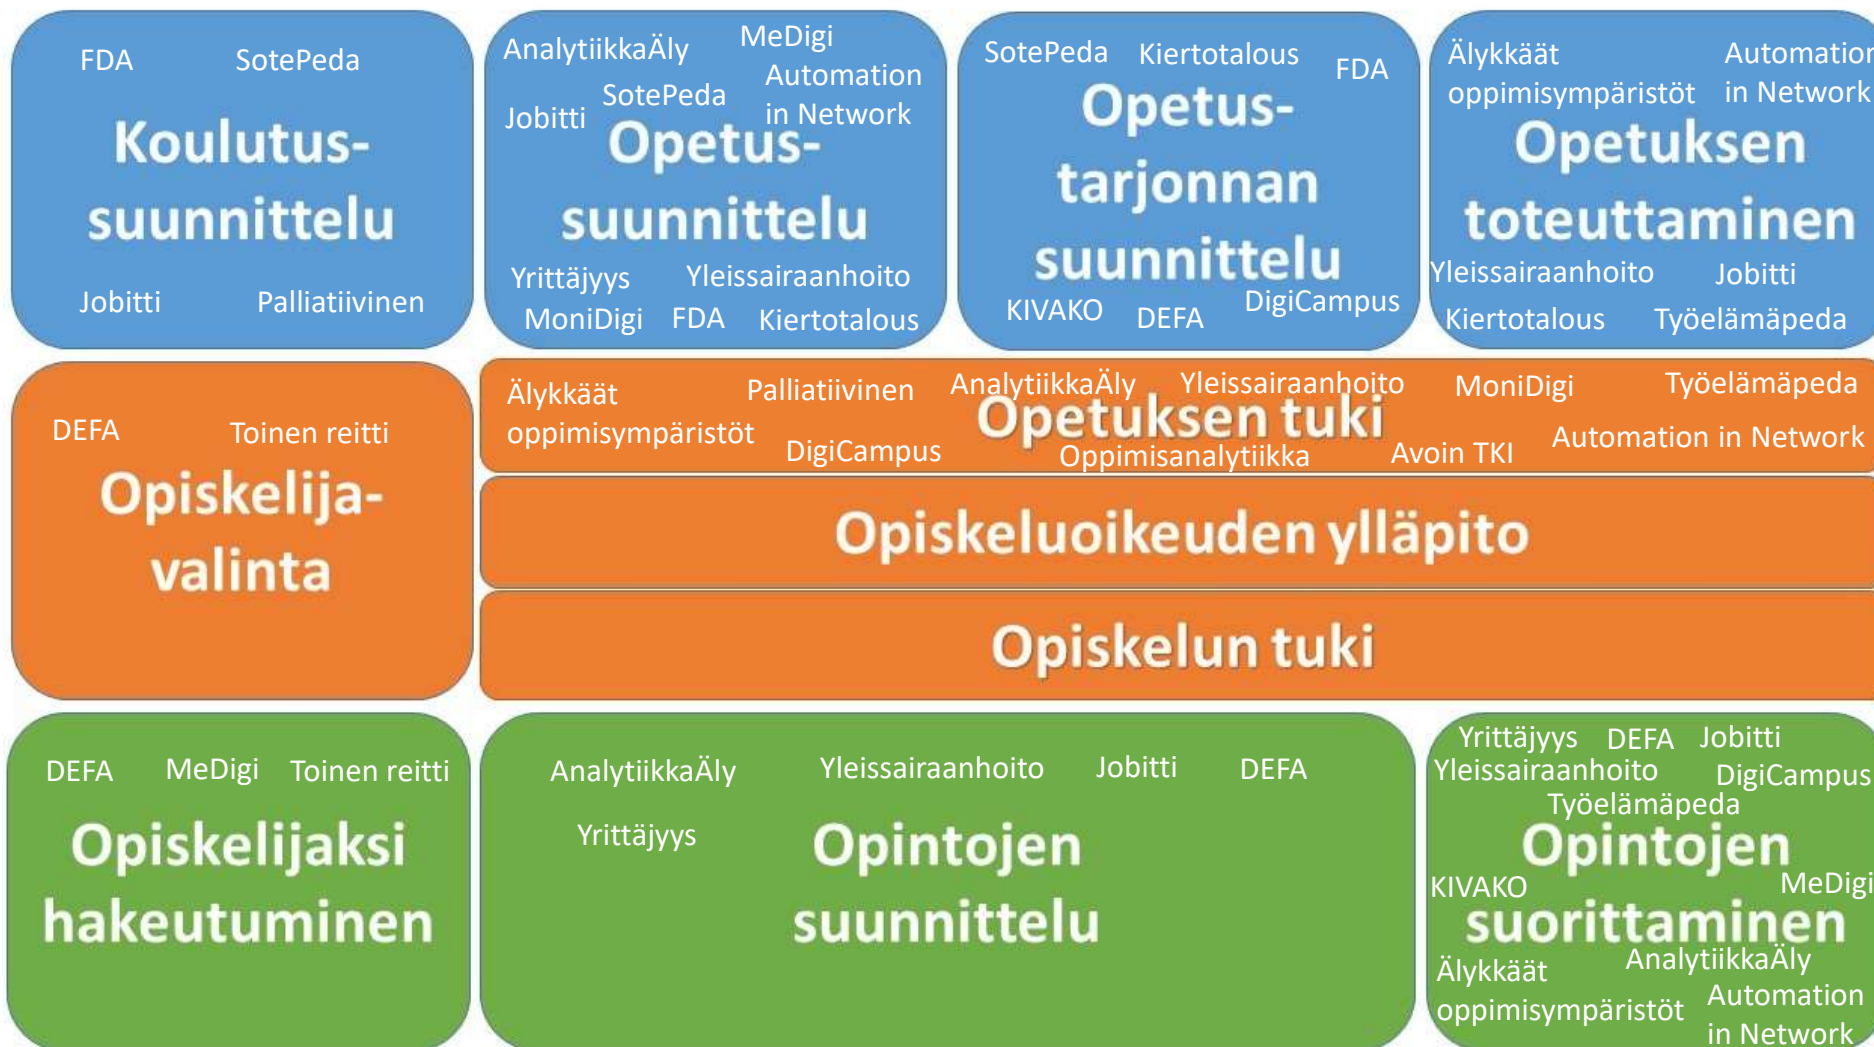 FDA SotePeda
Koulutus-
suunnittelu
Jobitti Palliatiivinen
AnalytiikkaÄly MeDigi
Automation
in Network
Jobitti SotePeda
Opetus-
suunnittelu
Yrittäjyys Yleissairaanhoito
MoniDigi FDA Kiertotalous
SotePeda Kiertotalous FDA
Opetus-
tarjonnan
suunnittelu
KIVAKO DEFA DigiCampus
Älykkäät
oppimisympäristöt
Automation
in Network
Opetuksen
toteuttaminen
Yleissairaanhoito Jobitti
Kiertotalous Työelämäpeda
DEFA Toinen reitti
Opiskelija-
valinta
Älykkäät
oppimisympäristöt
Palliatiivinen AnalytiikkaÄly Yleissairaanhoito MoniDigi Työelämäpeda
Opetuksen tuki
DigiCampus Oppimisanalytiikka Avoin TKI Automation in Network
Opiskeluoikeuden ylläpito
Opiskelun tuki
DEFA MeDigi Toinen reitti
Opiskelijaksi
hakeutuminen
AnalytiikkaÄly Yleissairaanhoito Jobitti DEFA
Yrittäjyys
Opintojen
suunnittelu
Yrittäjyys DEFA Jobitti
Yleissairaanhoito DigiCampus
Työelämäpeda
Opintojen
KIVAKO MeDigi
suorittaminen
Älykkäät
oppimisympäristöt
AnalytiikkaÄly
Automation
in Network